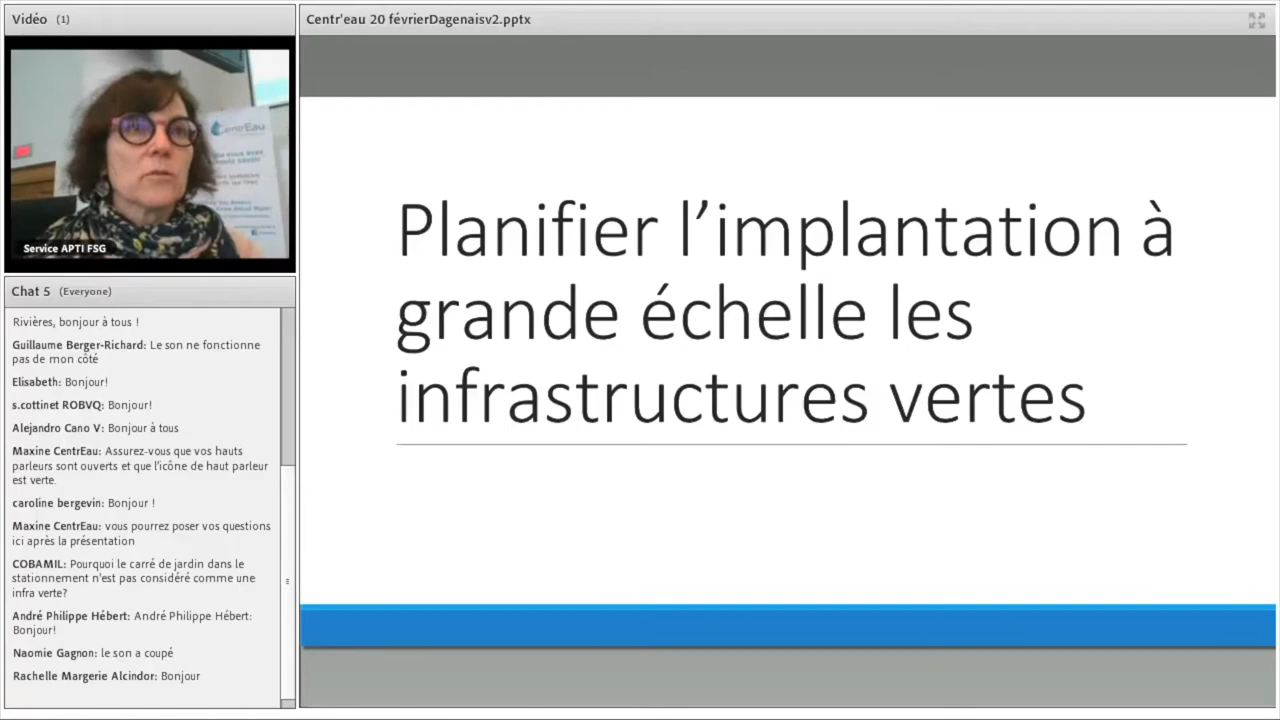 Vidéo (1)
CentrEau
Service APTI FSG
Chat 5 (Everyone)
Rivières, bonjour à tous !
Guillaume Berger-Richard: Le son ne fonctionne
pas de mon côté
Elisabeth: Bonjour!
s.cottinet ROBVQ: Bonjour!
Alejandro Cano V: Bonjour à tous
Maxine CentrEau: Assurez-vous que vos hauts
parleurs sont ouverts et que l'icône de haut parleur
est verte.
caroline bergevin: Bonjour !
Maxine CentrEau: vous pourrez poser vos questions
ici après la présentation
COBAMIL: Pourquoi le carré de jardin dans le
stationnement n'est pas considéré comme une
infra verte?
André Philippe Hébert: André Philippe Hébert:
Bonjour!
Naomie Gagnon: le son a coupé
Rachelle Margerie Alcindor: Bonjour
Centr'eau 20 févrierDagenaisv2.pptx
Planifier l’implantation à
grande échelle les
infrastructures vertes